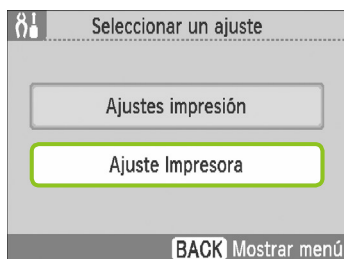 Seleccionar un ajuste
Ajustes impresión
Ajuste Impresora
BACK Mostrar menú